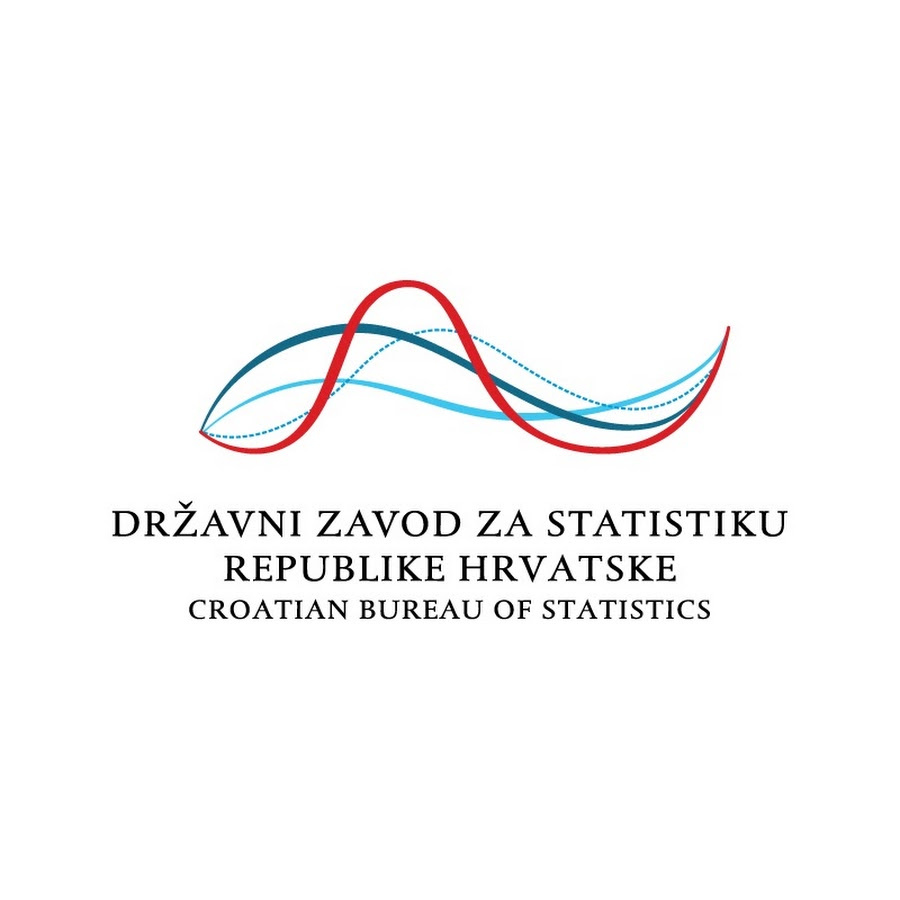 DRŽAVNI ZAVOD ZA STATISTIKU
REPUBLIKE HRVATSKE
CROATIAN BUREAU OF STATISTICS